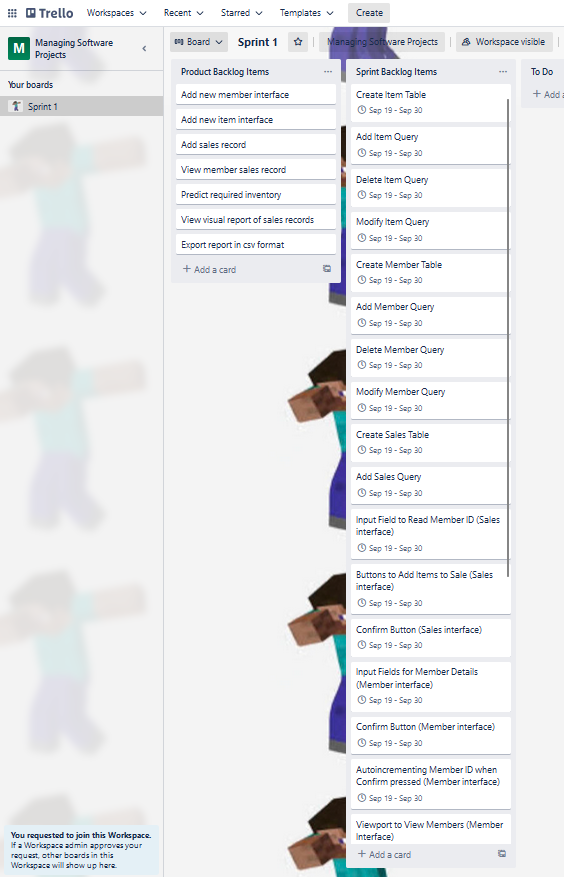 Trello Workspaces Recent Starred Templates Create
M Managing Software
Projects
Your boards
Sprint 1
You requested to join this Workspace.
If a Workspace admin approves your
request, other boards in this
Workspace will show up here.
Board Sprint 1 Managing Software Projects Workspace visible
Product Backlog Items
Add new member interface
Add new item interface
Add sales record
View member sales record
Predict required inventory
View visual report of sales records
Export report in csv format
+ Add a card
Sprint Backlog Items
Create Item Table
Sep 19 - Sep 30
Add Item Query
Sep 19 - Sep 30
Delete Item Query
Sep 19 - Sep 30
Modify Item Query
Sep 19 - Sep 30
Create Member Table
Sep 19 - Sep 30
Add Member Query
Sep 19 - Sep 30
Delete Member Query
Sep 19 - Sep 30
Modify Member Query
Sep 19 - Sep 30
Create Sales Table
Sep 19 - Sep 30
Add Sales Query
Sep 19 - Sep 30
Input Field to Read Member ID (Sales
interface)
Sep 19 - Sep 30
Buttons to Add Items to Sale (Sales
interface)
Sep 19 - Sep 30
Confirm Button (Sales interface)
Sep 19 - Sep 30
Input Fields for Member Details
(Member interface)
Sep 19 - Sep 30
Confirm Button (Member interface)
Sep 19 - Sep 30
Autoincrementing Member ID when
Confirm pressed (Member interface)
Sep 19 - Sep 30
Viewport to View Members (Member
Interface)
+ Add a card
To Do
+ Add a